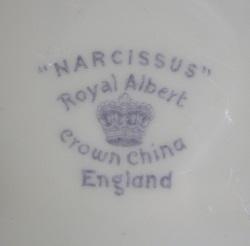 "NARCISSUS"
Royal Albert
Crown China
England